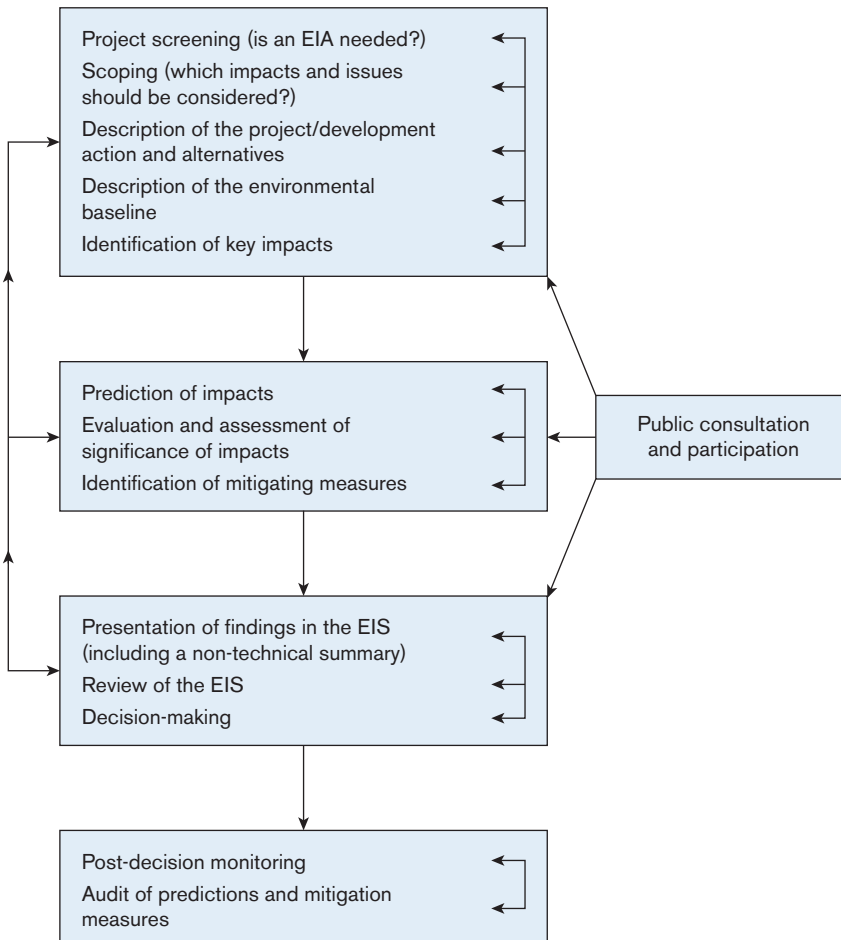 Project screening (is an EIA needed?)
Scoping (which impacts and issues
should be considered?)
Description of the project/development
action and alternatives
Description of the environmental
baseline
Identification of key impacts
Prediction of impacts
Evaluation and assessment of
significance of impacts
Identification of mitigating measures
Public consultation
and participation
Presentation of findings in the EIS
(including a non-technical summary)
Review of the EIS
Decision-making
Post-decision monitoring
Audit of predictions and mitigation
measures